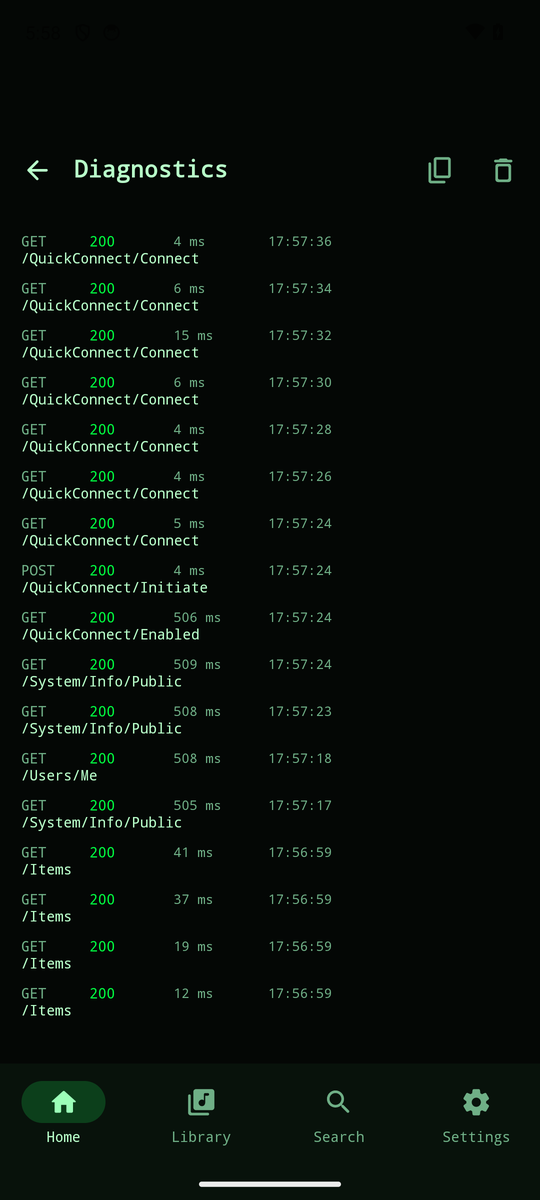 Diagnostics
GET 200 4 ms 17:57:36
/QuickConnect/Connect
GET 200 6 ms 17:57:34
/QuickConnect/Connect
GET 200 15 ms 17:57:32
/QuickConnect/Connect
GET 200 6 ms 17:57:30
/QuickConnect/Connect
GET 200 4 ms 17:57:28
/QuickConnect/Connect
GET 200 4 ms 17:57:26
/QuickConnect/Connect
GET 200 5 ms 17:57:24
/QuickConnect/Connect
POST 200 4 ms 17:57:24
/QuickConnect/Initiate
GET 200 506 ms 17:57:24
/QuickConnect/Enabled
GET 200 509 ms 17:57:24
/System/Info/Public
GET 200 508 ms 17:57:23
/System/Info/Public
GET 200 508 ms 17:57:18
/Users/Me
GET 200 505 ms 17:57:17
/System/Info/Public
GET 200 41 ms 17:56:59
/Items
GET 200 37 ms 17:56:59
/Items
GET 200 19 ms 17:56:59
/Items
GET 200 12 ms 17:56:59
/Items
Home Library Search Settings